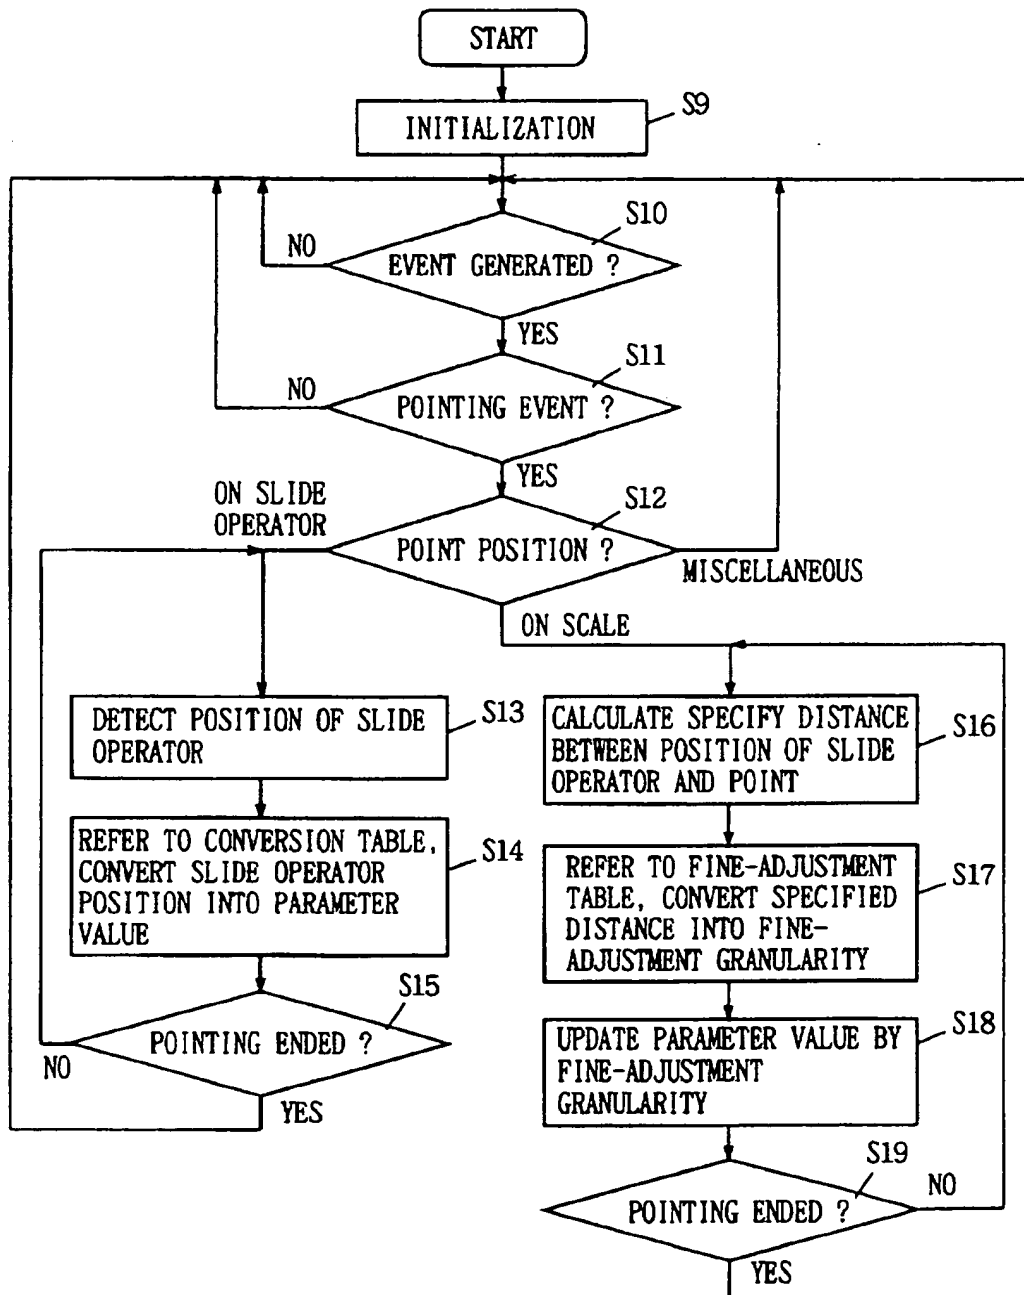 START
S9
INITIALIZATION
S10
NO
EVENT GENERATED ?
YES
S11
NO
POINTING EVENT ?
YES
ON SLIDE
OPERATOR
S12
POINT POSITION ?
MISCELLANEOUS
ON SCALE
S13
DETECT POSITION OF SLIDE
OPERATOR
S14
REFER TO CONVERSION TABLE,
CONVERT SLIDE OPERATOR
POSITION INTO PARAMETER
VALUE
S15
POINTING ENDED ?
NO
YES
S16
CALCULATE SPECIFY DISTANCE
BETWEEN POSITION OF SLIDE
OPERATOR AND POINT
S17
REFER TO FINE-ADJUSTMENT
TABLE, CONVERT SPECIFIED
DISTANCE INTO FINE-
ADJUSTMENT GRANULARITY
S18
UPDATE PARAMETER VALUE BY
FINE-ADJUSTMENT
GRANULARITY
S19
NO
POINTING ENDED ?
YES